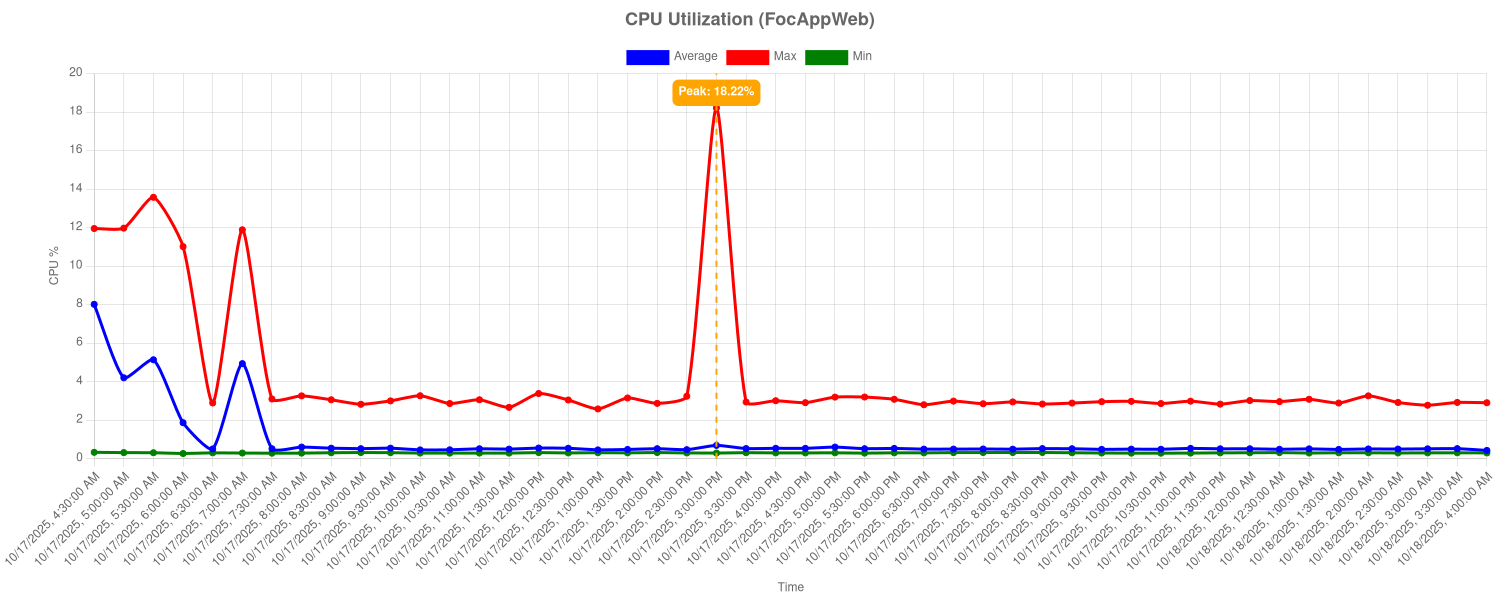 CPU Utilization (FocAppWeb)
Average Max Min
Peak: 18.22%
20
18
16
14
12
10
8
6
4
2
0
CPU %
10/17/2025, 4:30:00 AM
10/17/2025, 5:00:00 AM
10/17/2025, 5:30:00 AM
10/17/2025, 6:00:00 AM
10/17/2025, 6:30:00 AM
10/17/2025, 7:00:00 AM
10/17/2025, 7:30:00 AM
10/17/2025, 8:00:00 AM
10/17/2025, 8:30:00 AM
10/17/2025, 9:00:00 AM
10/17/2025, 9:30:00 AM
10/17/2025, 10:00:00 AM
10/17/2025, 10:30:00 AM
10/17/2025, 11:00:00 AM
10/17/2025, 11:30:00 AM
10/17/2025, 12:00:00 PM
10/17/2025, 12:30:00 PM
10/17/2025, 1:00:00 PM
10/17/2025, 1:30:00 PM
10/17/2025, 2:00:00 PM
10/17/2025, 2:30:00 PM
10/17/2025, 3:00:00 PM
10/17/2025, 3:30:00 PM
10/17/2025, 4:00:00 PM
10/17/2025, 4:30:00 PM
10/17/2025, 5:00:00 PM
10/17/2025, 5:30:00 PM
10/17/2025, 6:00:00 PM
10/17/2025, 6:30:00 PM
10/17/2025, 7:00:00 PM
10/17/2025, 7:30:00 PM
10/17/2025, 8:00:00 PM
10/17/2025, 8:30:00 PM
10/17/2025, 9:00:00 PM
10/17/2025, 9:30:00 PM
10/17/2025, 10:00:00 PM
10/17/2025, 10:30:00 PM
10/17/2025, 11:00:00 PM
10/17/2025, 11:30:00 PM
10/18/2025, 12:00:00 AM
10/18/2025, 12:30:00 AM
10/18/2025, 1:00:00 AM
10/18/2025, 1:30:00 AM
10/18/2025, 2:00:00 AM
10/18/2025, 2:30:00 AM
10/18/2025, 3:00:00 AM
10/18/2025, 3:30:00 AM
10/18/2025, 4:00:00 AM
Time